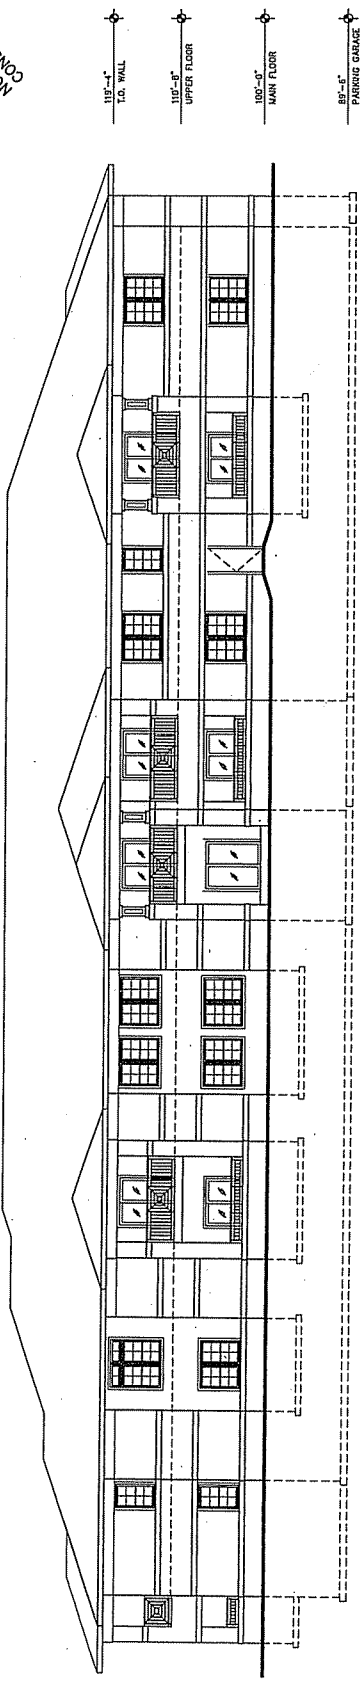 119'-4"
T.O. WALL
110'-8"
UPPER FLOOR
100'-0"
MAIN FLOOR
89'-6"
PARKING GARAGE